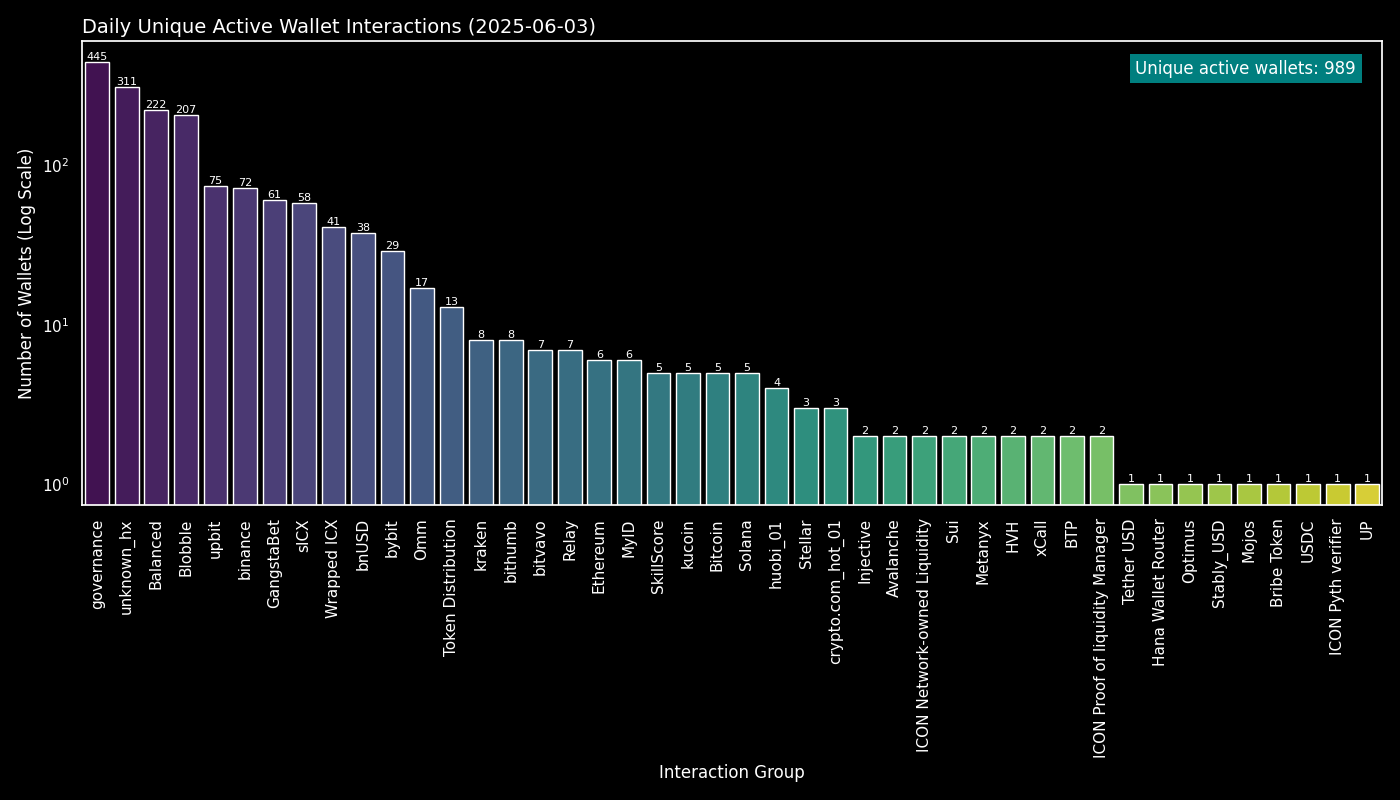 Daily Unique Active Wallet Interactions (2025-06-03)
Unique active wallets: 989
Number of Wallets (Log Scale)
10²
10¹
10⁰
445
311
222
207
75
72
61
58
41
38
29
17
13
8
8
7
7
6
6
5
5
5
5
4
3
3
2
2
2
2
2
2
2
2
2
1
1
1
1
1
1
1
1
1
governance
unknown_hx
Balanced
Blobble
upbit
binance
GangstaBet
sICX
Wrapped ICX
bnUSD
bybit
Omm
Token Distribution
kraken
bithumb
bitvavo
Relay
Ethereum
MyID
SkillScore
kucoin
Bitcoin
Solana
huobi_01
Stellar
crypto.com_hot_01
Injective
Avalanche
ICON Network-owned Liquidity
Sui
Metanyx
HVH
xCall
BTP
ICON Proof of liquidity Manager
Tether USD
Hana Wallet Router
Optimus
Stably_USD
Mojos
Bribe Token
USDC
ICON Pyth verifier
UP
Interaction Group